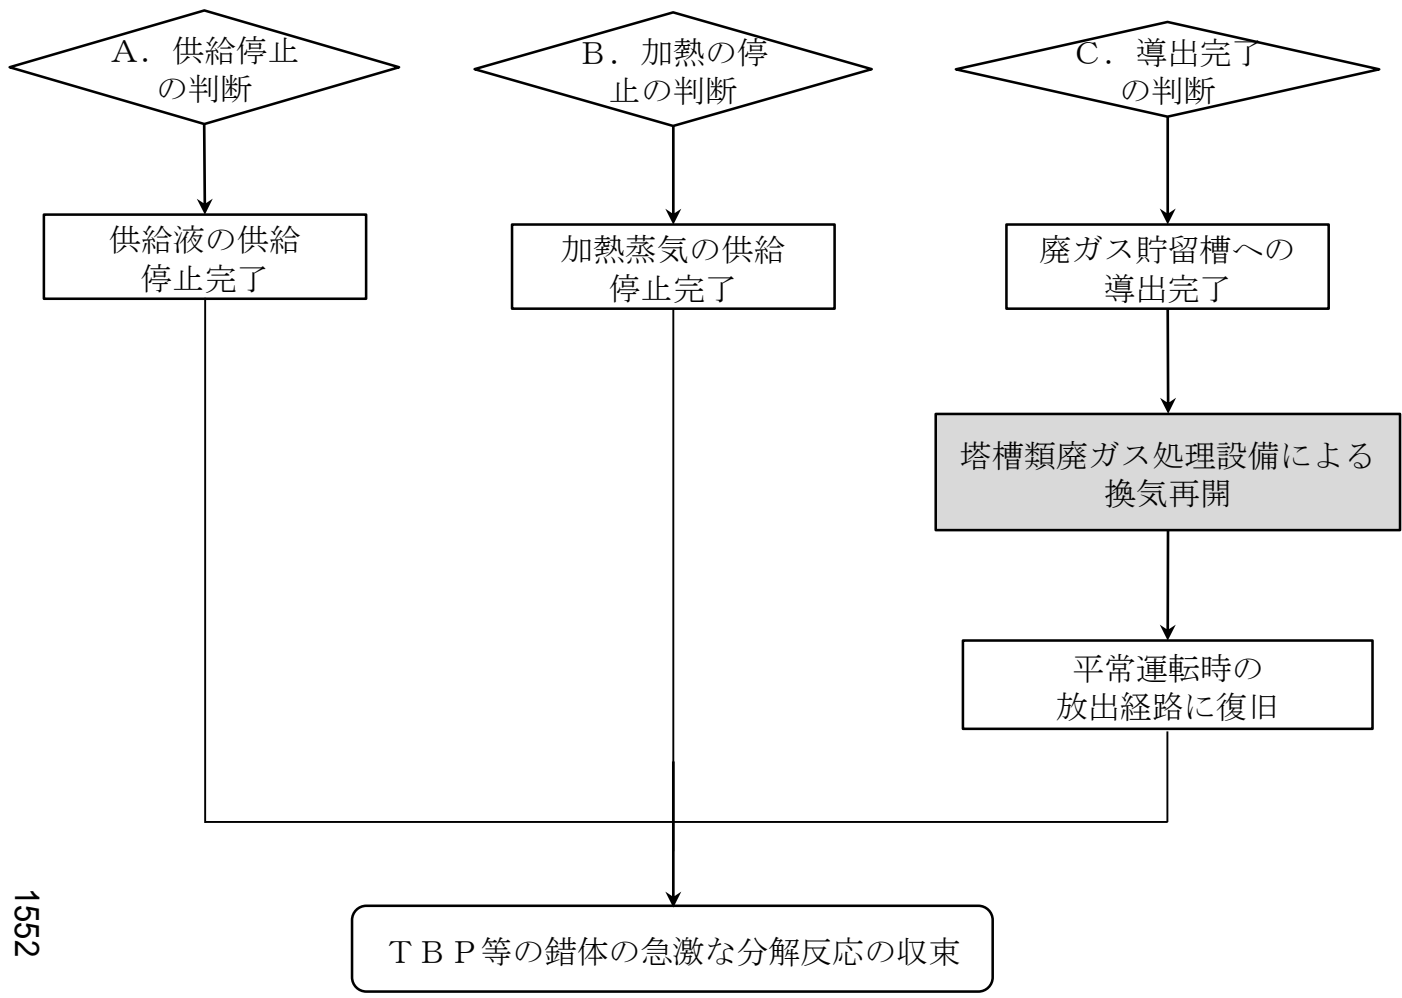 A．供給停止
の判断
供給液の供給
停止完了
B．加熱の停
止の判断
加熱蒸気の供給
停止完了
C．導出完了
の判断
廃ガス貯留槽への
導出完了
塔槽類廃ガス処理設備による
換気再開
平常運転時の
放出経路に復旧
ＴＢＰ等の錯体の急激な分解反応の収束
1552